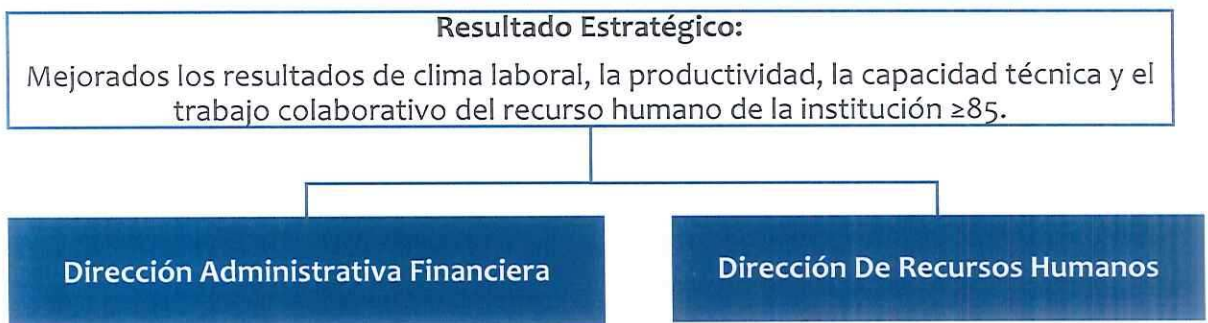 Resultado Estratégico:
Mejorados los resultados de clima laboral, la productividad, la capacidad técnica y el
trabajo colaborativo del recurso humano de la institución ≥85.
Dirección Administrativa Financiera
Dirección De Recursos Humanos